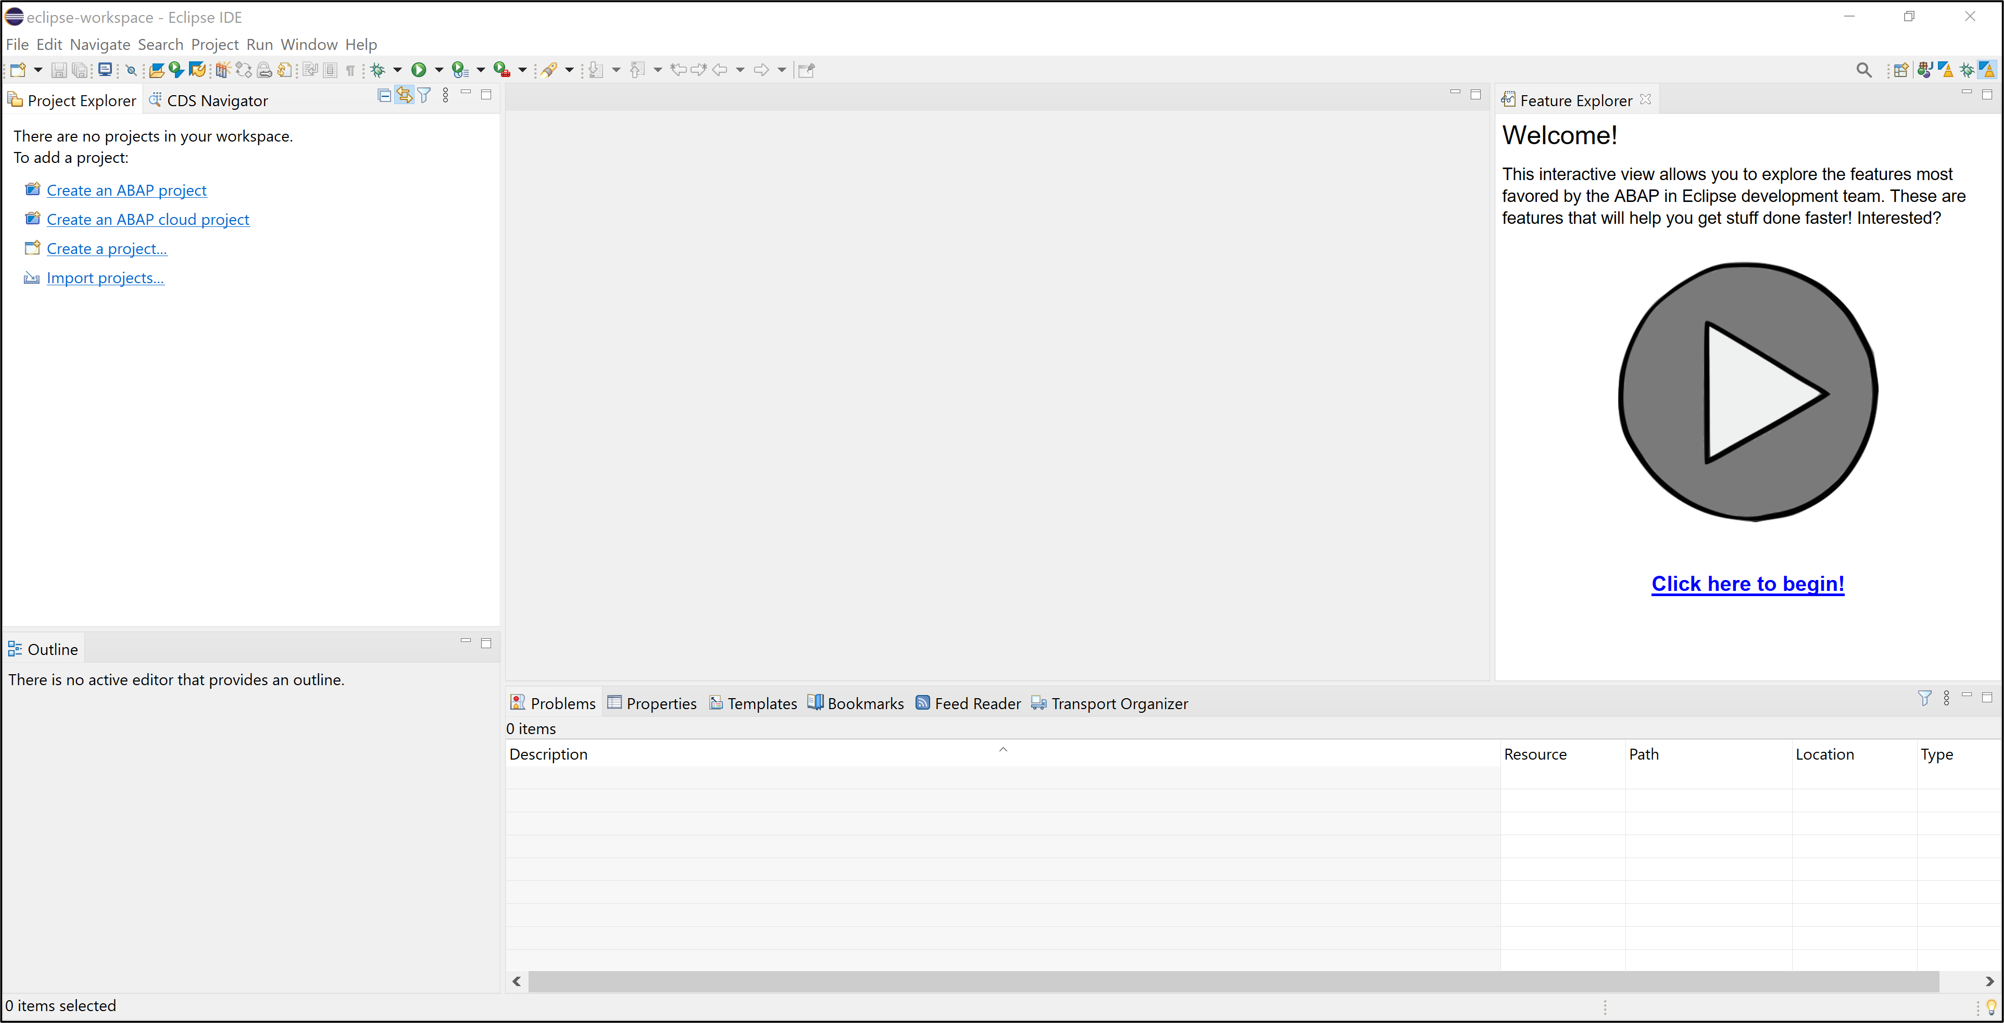 eclipse-workspace - Eclipse IDE
File Edit Navigate Search Project Run Window Help
Project Explorer
CDS Navigator
There are no projects in your workspace.
To add a project:
Create an ABAP project
Create an ABAP cloud project
Create a project...
Import projects...
Feature Explorer
Welcome!
This interactive view allows you to explore the features most
favored by the ABAP in Eclipse development team. These are
features that will help you get stuff done faster! Interested?
Click here to begin!
Outline
There is no active editor that provides an outline.
Problems Properties Templates Bookmarks Feed Reader Transport Organizer
0 items
Description Resource Path Location Type
0 items selected